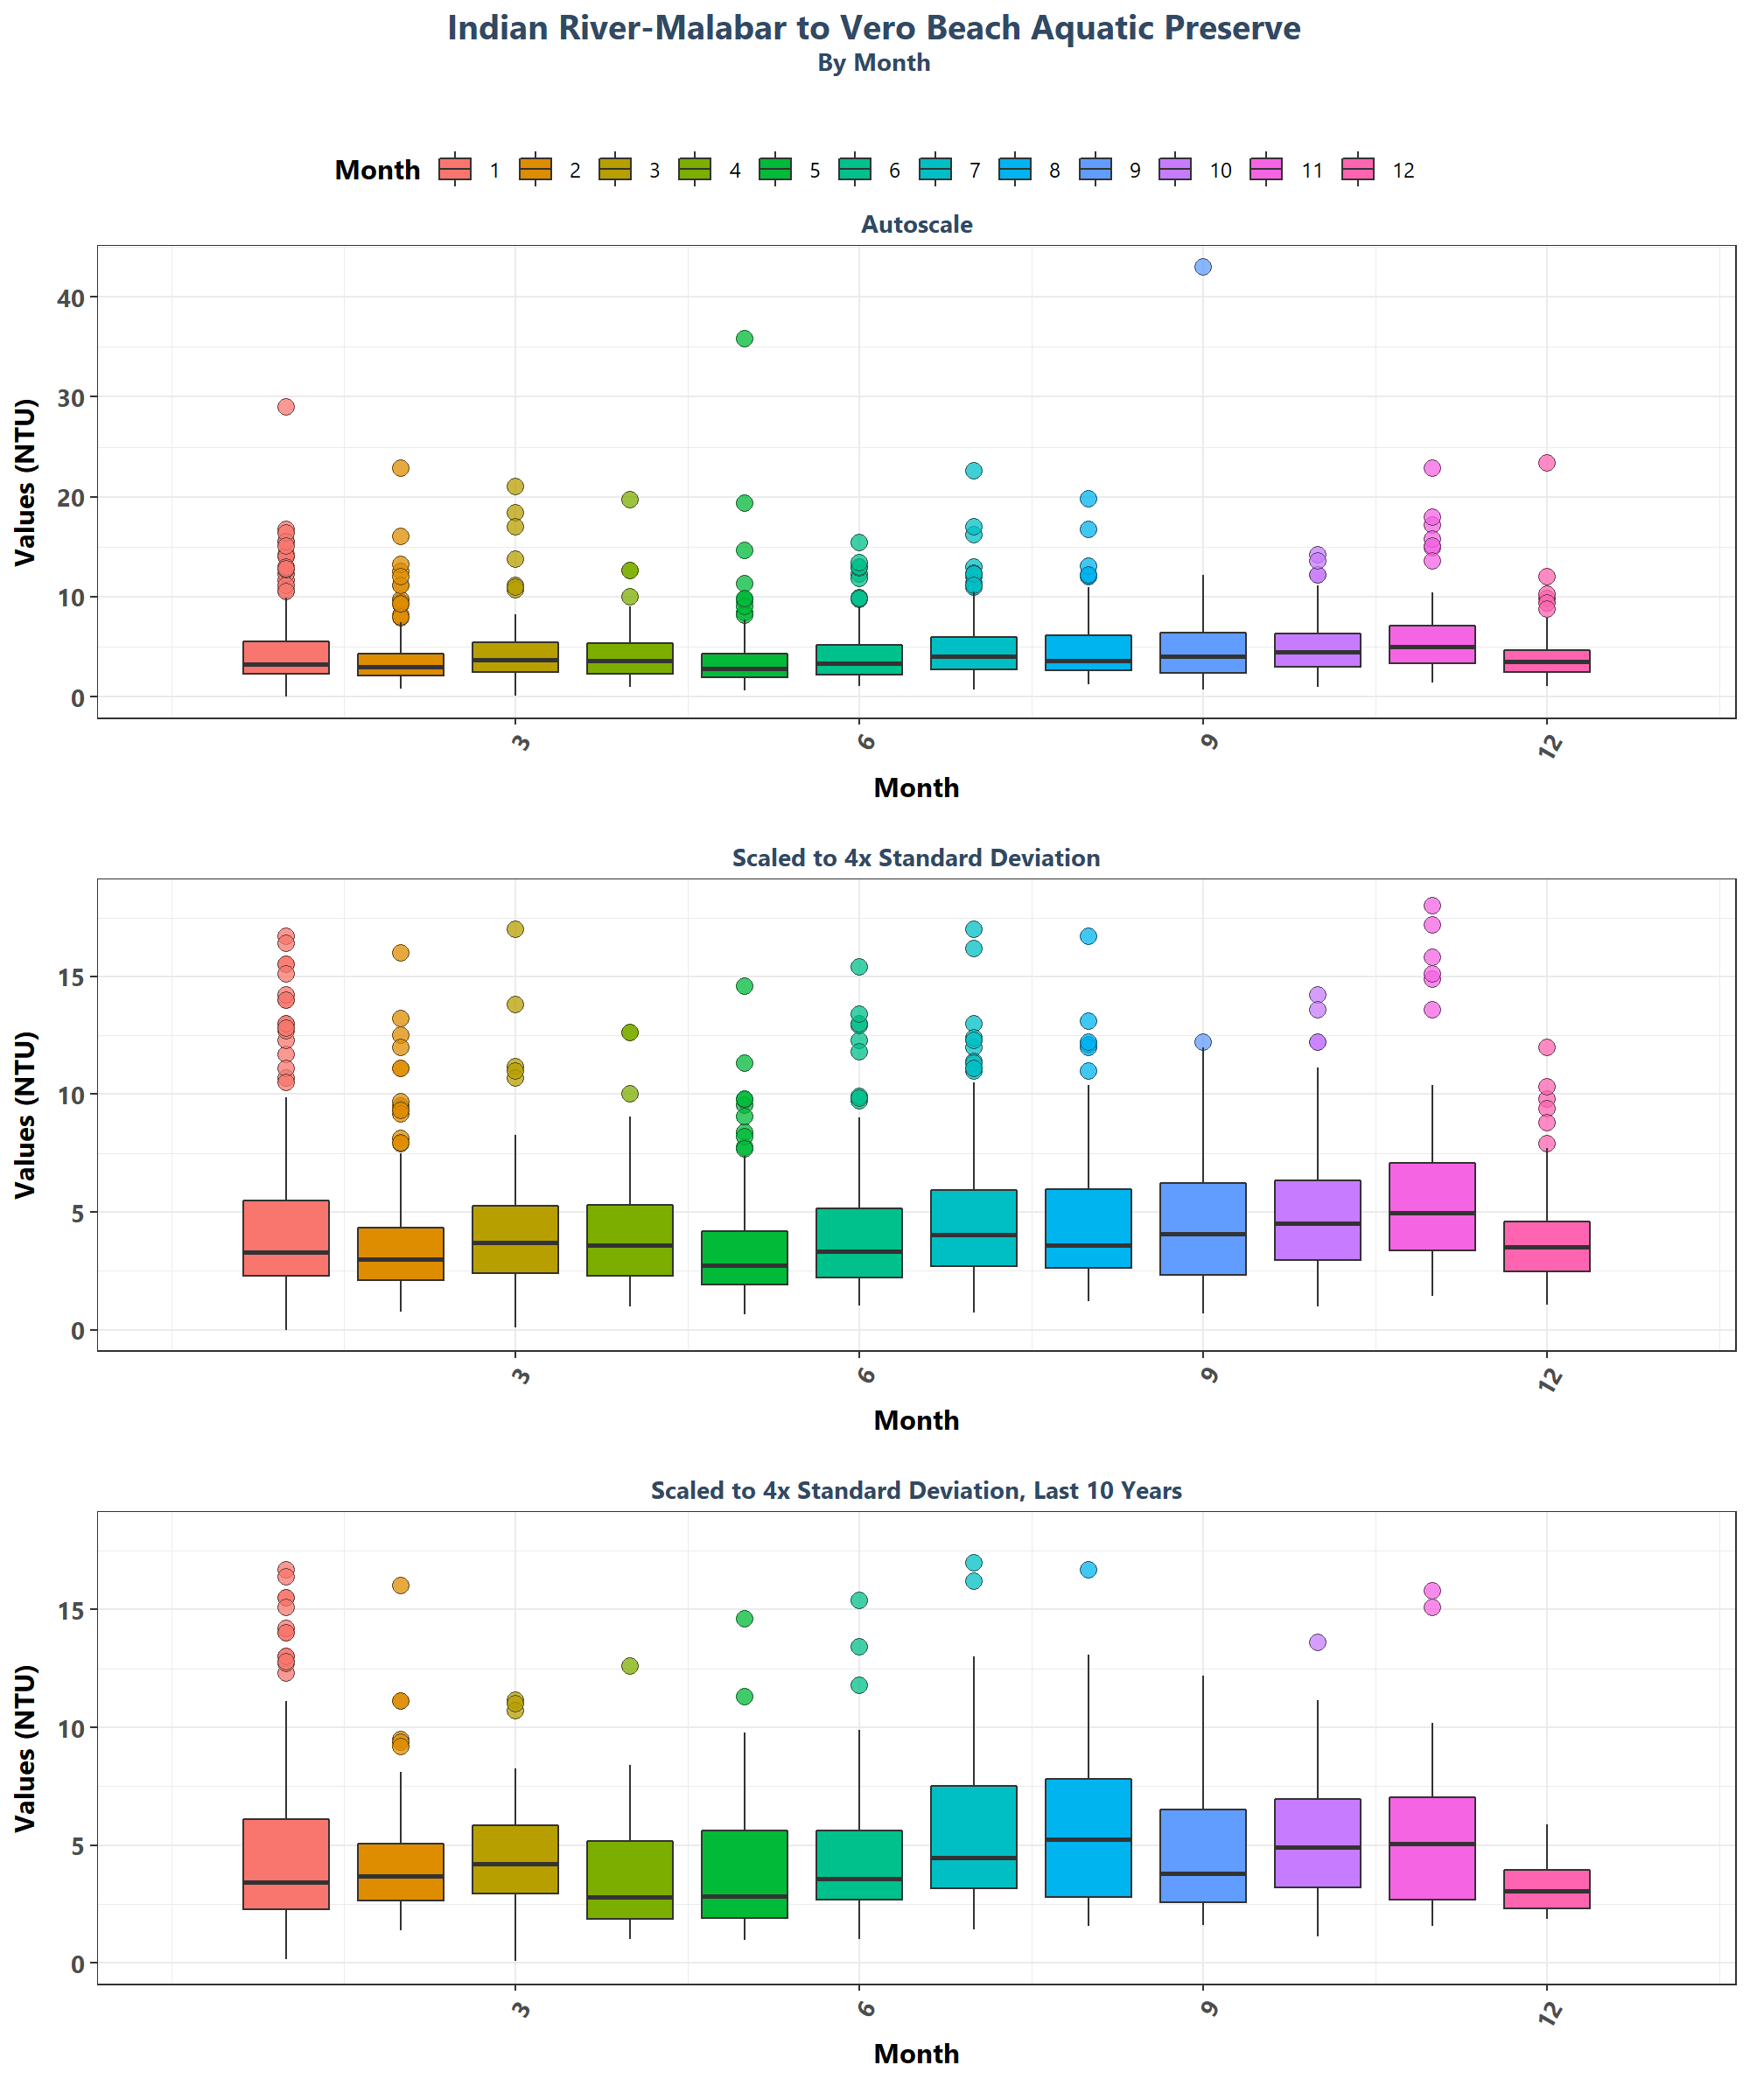 Indian River-Malabar to Vero Beach Aquatic Preserve
By Month
Month 1 2 3 4 5 6 7 8 9 10 11 12
Autoscale
Values (NTU)
40
30
20
10
0
3 6 9 12
Month
Scaled to 4x Standard Deviation
Values (NTU)
15
10
5
0
3 6 9 12
Month
Scaled to 4x Standard Deviation, Last 10 Years
Values (NTU)
15
10
5
0
3 6 9 12
Month